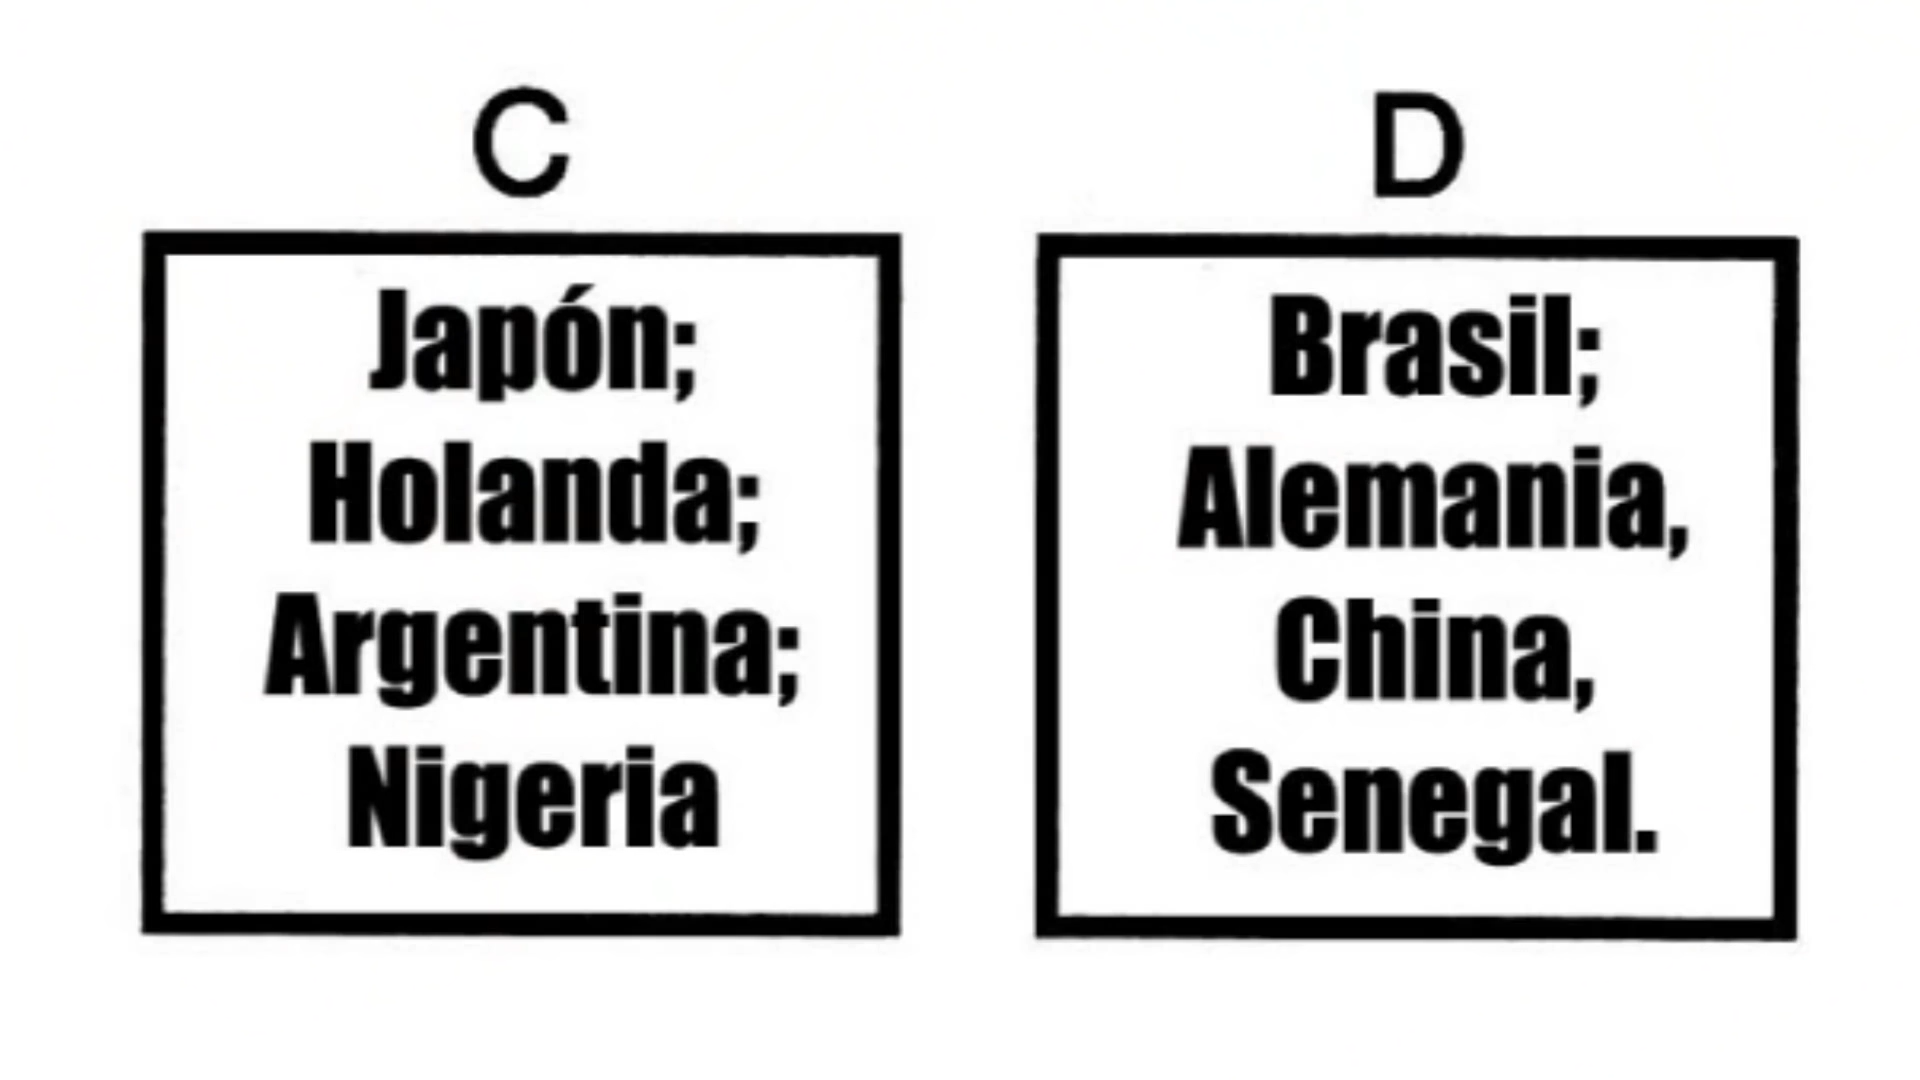 C
Japón;
Holanda;
Argentina;
Nigeria
D
Brasil;
Alemania,
China,
Senegal.